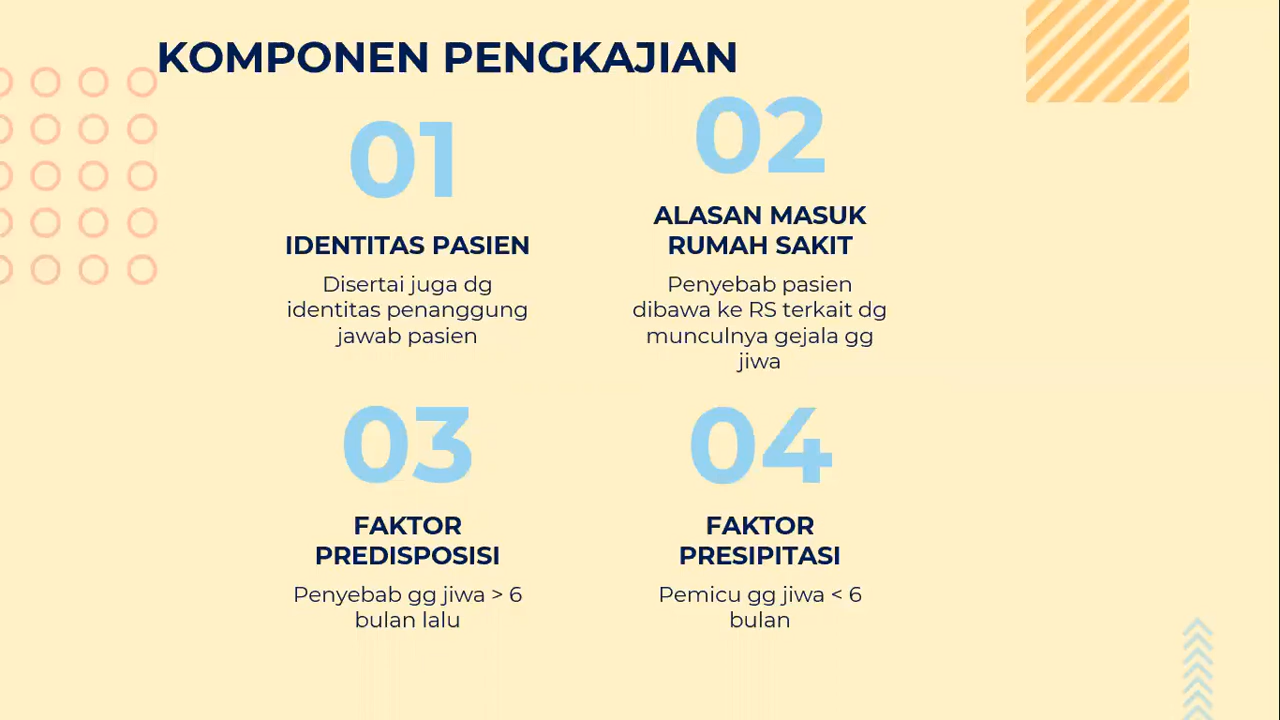 KOMPONEN PENGKAJIAN
01
IDENTITAS PASIEN
Disertai juga dg
identitas penanggung
jawab pasien
02
ALASAN MASUK
RUMAH SAKIT
Penyebab pasien
dibawa ke RS terkait dg
munculnya gejala gg
jiwa
03
FAKTOR
PREDISPOSISI
Penyebab gg jiwa > 6
bulan lalu
04
FAKTOR
PRESIPITASI
Pemicu gg jiwa < 6
bulan